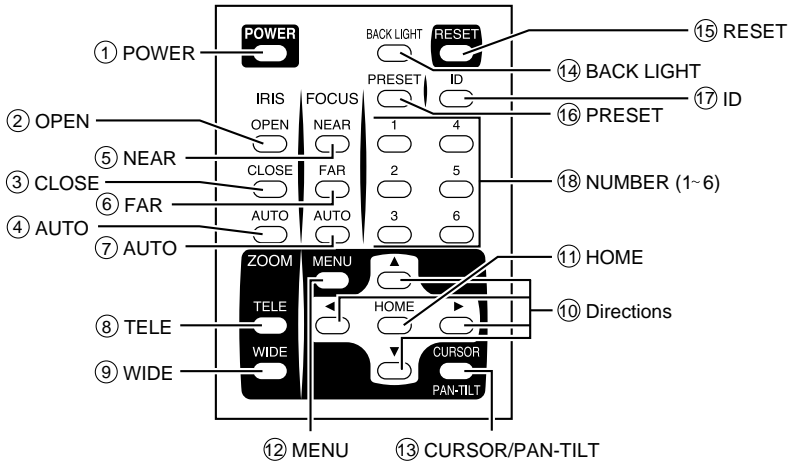 POWER
BACK LIGHT
RESET
⑮ RESET
① POWER
⑭ BACK LIGHT
PRESET
ID
⑰ ID
IRIS
FOCUS
⑯ PRESET
② OPEN
OPEN
NEAR
1
4
⑤ NEAR
③ CLOSE
CLOSE
FAR
2
5
⑱ NUMBER (1~6)
⑥ FAR
④ AUTO
AUTO
AUTO
3
6
⑦ AUTO
⑪ HOME
ZOOM
MENU
▲
⑧ TELE
TELE
◄
HOME
►
⑩ Directions
⑨ WIDE
WIDE
▼
CURSOR
PAN-TILT
⑫ MENU
⑬ CURSOR/PAN-TILT